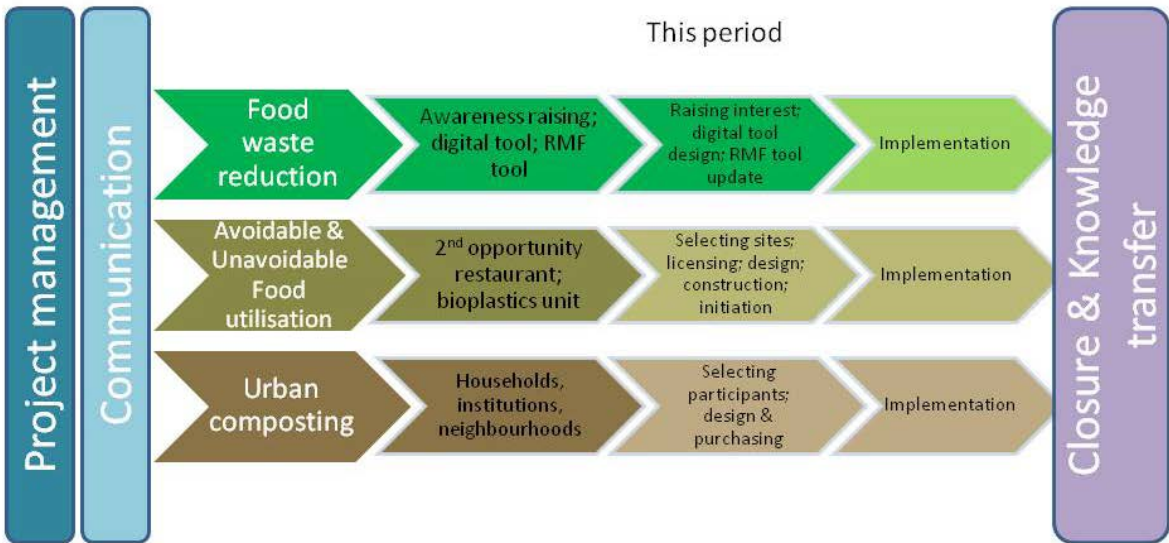 Project management
Communication
This period
Food
waste
reduction
Awareness raising;
digital tool; RMF
tool
Raising interest;
digital tool
design; RMF tool
update
Implementation
Avoidable &
Unavoidable
Food
utilisation
2nd opportunity
restaurant;
bioplastics unit
Selecting sites;
licensing; design;
construction;
initiation
Implementation
Urban
composting
Households,
institutions,
neighbourhoods
Selecting
participants;
design &
purchasing
Implementation
Closure & Knowledge
transfer